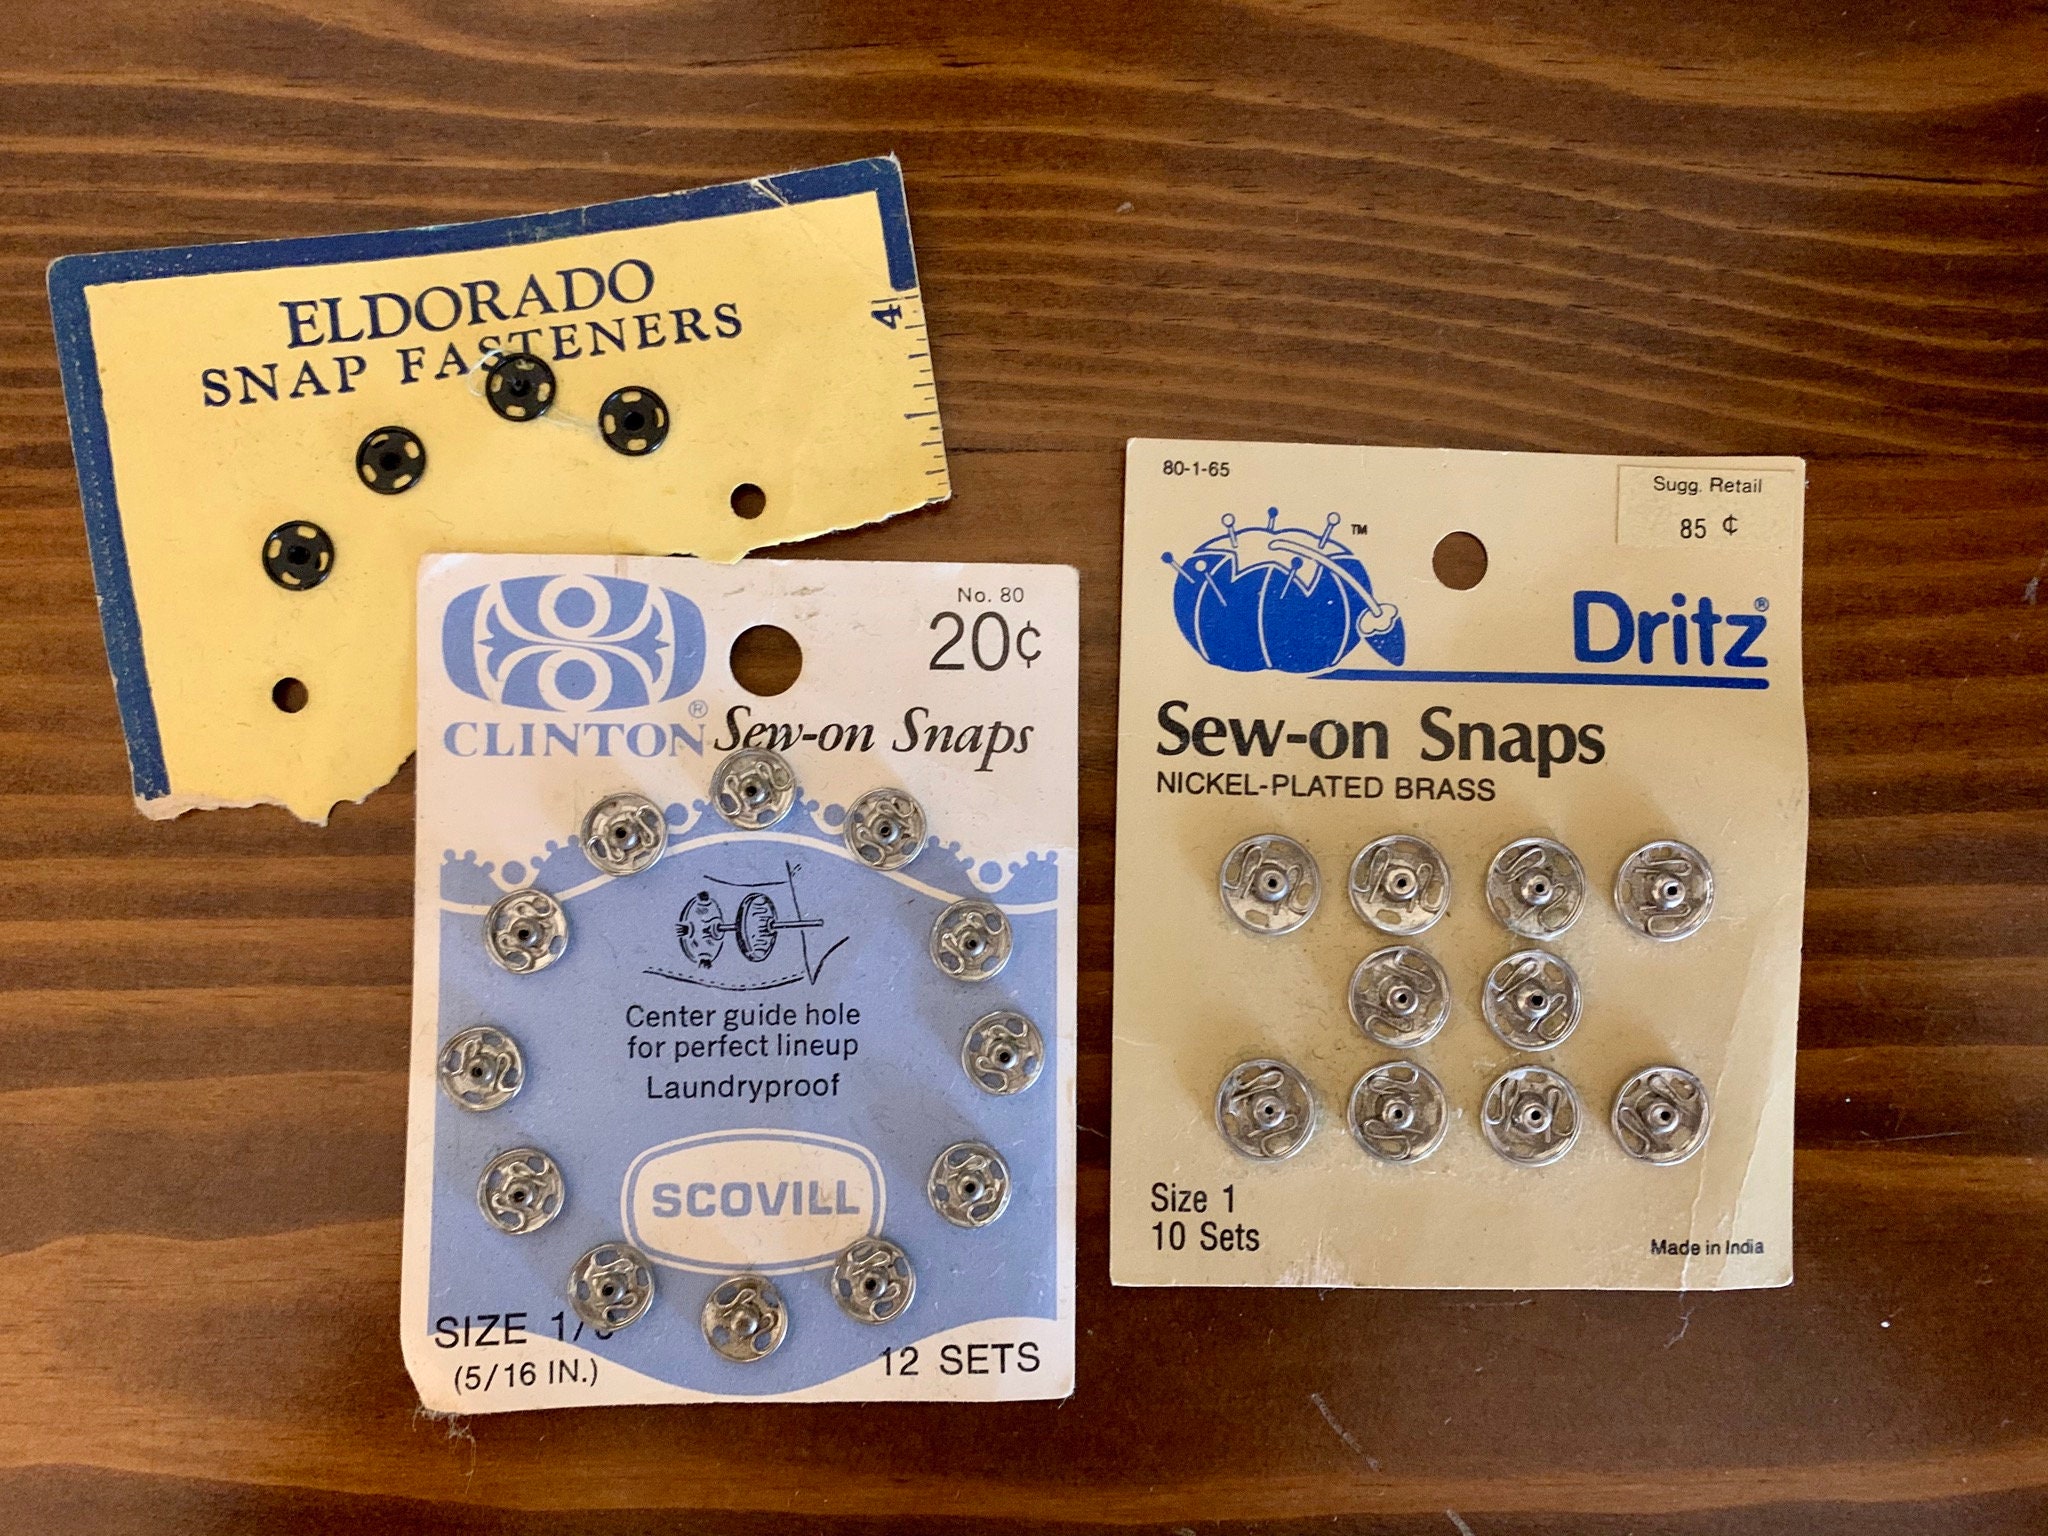 ELDORADO
SNAP FASTENERS
4
CLINTON®
No. 80
20¢
Sew-on Snaps
Center guide hole
for perfect lineup
Laundryproof
SCOVILL
SIZE
(5/16 IN.)
12 SETS
80-1-65
Sugg. Retail
85 ¢
™
Dritz®
Sew-on Snaps
NICKEL-PLATED BRASS
Size 1
10 Sets
Made in India